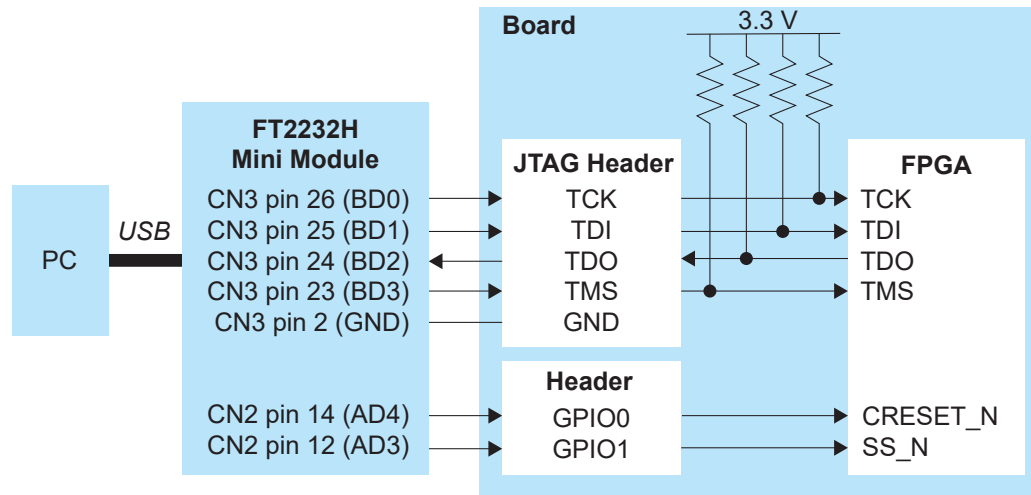 Board
3.3 V
FT2232H
Mini Module
JTAG Header
FPGA
PC
USB
CN3 pin 26 (BD0)
CN3 pin 25 (BD1)
CN3 pin 24 (BD2)
CN3 pin 23 (BD3)
CN3 pin 2 (GND)
TCK
TDI
TDO
TMS
GND
TCK
TDI
TDO
TMS
Header
CN2 pin 14 (AD4)
CN2 pin 12 (AD3)
GPIO0
GPIO1
CRESET_N
SS_N